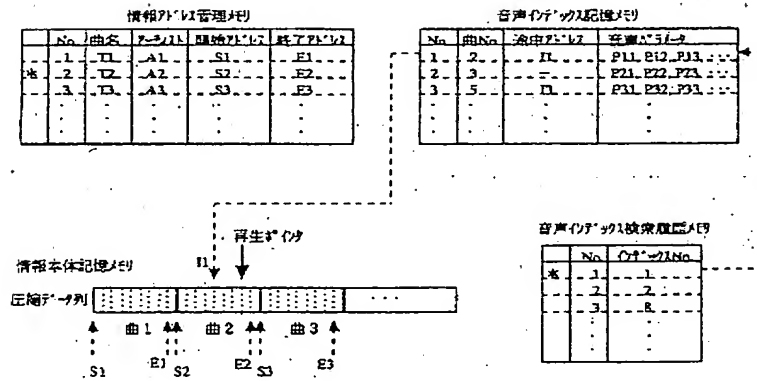 情報アドレス管理メモリ
No 曲名 アーティスト 開始アドレス 終了アドレス
1 T1 A1 S1 E1
* 2 T2 A2 S2 E2
3 T3 A3 S3 E3
音声インデックス記憶メモリ
No 曲No 途中アドレス 音声パラメータ
1 2 I1 P11 P12 P13 ...
2 3 — P21 P22 P23 ...
3 5 I3 P31 P32 P33 ...
音声インデックス検索履歴メモリ
No インデックスNo
* 1 1
2 2
3 8
再生ポインタ
I1
情報本体記憶メモリ
圧縮データ列 ...
曲1 曲2 曲3
S1 E1 S2 E2 S3 E3